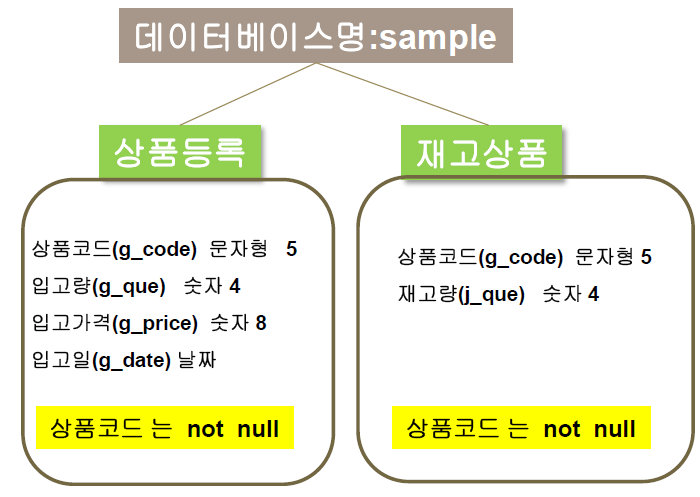 데이터베이스명:sample
상품등록
상품코드(g_code) 문자형 5
입고량(g_que) 숫자 4
입고가격(g_price) 숫자 8
입고일(g_date) 날짜
상품코드 는 not null
재고상품
상품코드(g_code) 문자형 5
재고량(j_que) 숫자 4
상품코드 는 not null